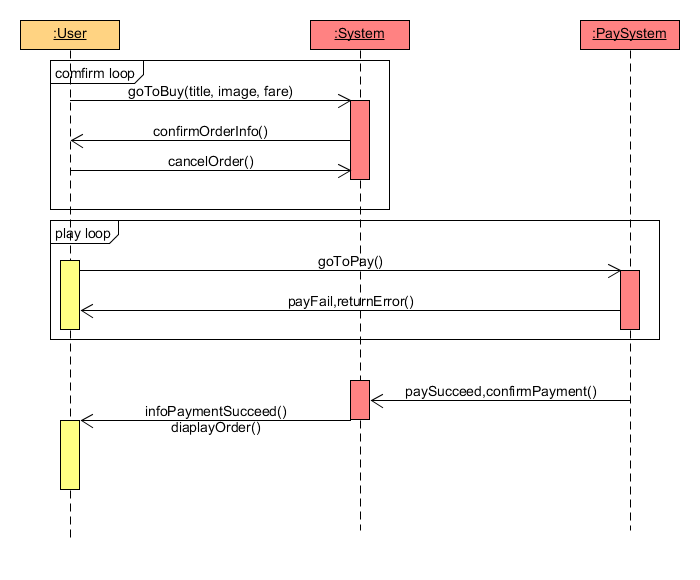 :User
:System
:PaySystem
comfirm loop
goToBuy(title, image, fare)
confirmOrderInfo()
cancelOrder()
play loop
goToPay()
payFail,returnError()
paySucceed,confirmPayment()
infoPaymentSucceed()
diaplayOrder()